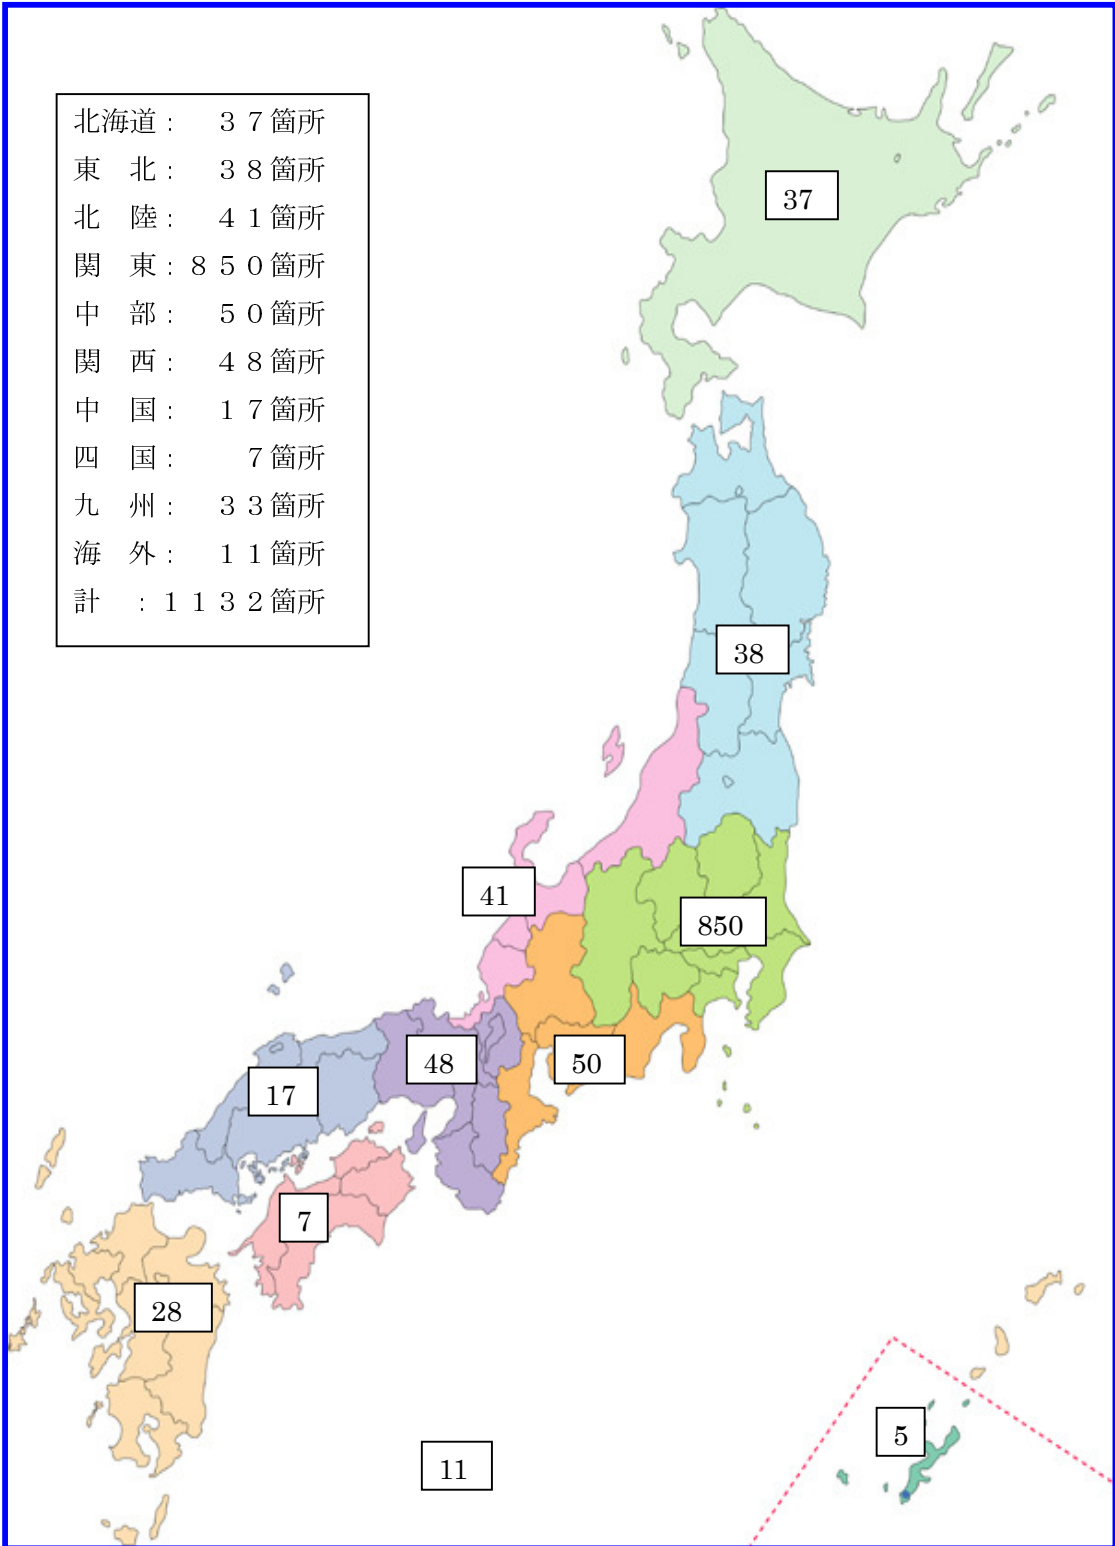 北海道：　３７箇所
東　北：　３８箇所
北　陸：　４１箇所
関　東：８５０箇所
中　部：　５０箇所
関　西：　４８箇所
中　国：　１７箇所
四　国：　　７箇所
九　州：　３３箇所
海　外：　１１箇所
計　：１１３２箇所
37
38
41
850
48
50
17
7
28
5
11